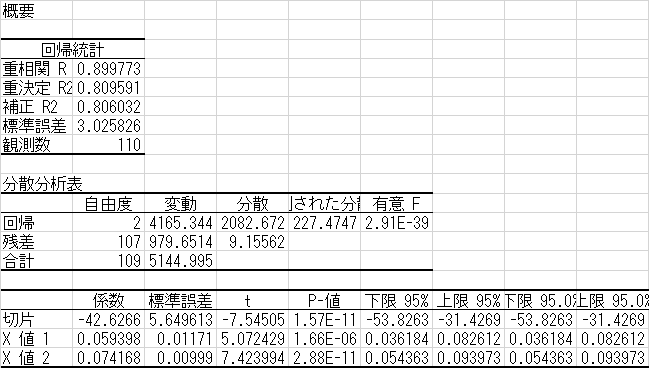 概要
回帰統計
重相関 R 0.899773
重決定 R2 0.809591
補正 R2 0.806032
標準誤差 3.025826
観測数 110
分散分析表
自由度 変動 分散 された分 有意 F
回帰 2 4165.344 2082.672 227.4747 2.91E-39
残差 107 979.6514 9.15562
合計 109 5144.995
係数 標準誤差 t P-値 下限 95% 上限 95% 下限 95.0% 上限 95.0%
切片 -42.6266 5.649613 -7.54505 1.57E-11 -53.8263 -31.4269 -53.8263 -31.4269
X 値 1 0.059398 0.01171 5.072429 1.66E-06 0.036184 0.082612 0.036184 0.082612
X 値 2 0.074168 0.00999 7.423994 2.88E-11 0.054363 0.093973 0.054363 0.093973